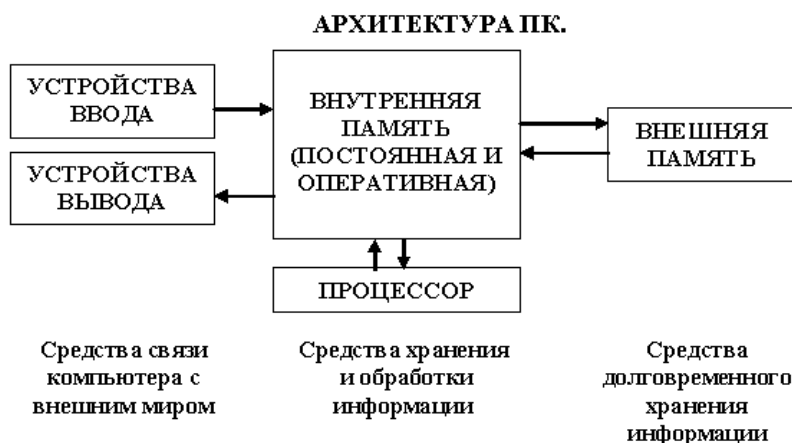 АРХИТЕКТУРА ПК.
УСТРОЙСТВА
ВВОДА
УСТРОЙСТВА
ВЫВОДА
ВНУТРЕННЯЯ
ПАМЯТЬ
(ПОСТОЯННАЯ И
ОПЕРАТИВНАЯ)
ВНЕШНЯЯ
ПАМЯТЬ
ПРОЦЕССОР
Средства связи
компьютера с
внешним миром
Средства хранения
и обработки
информации
Средства
долговременного
хранения
информации